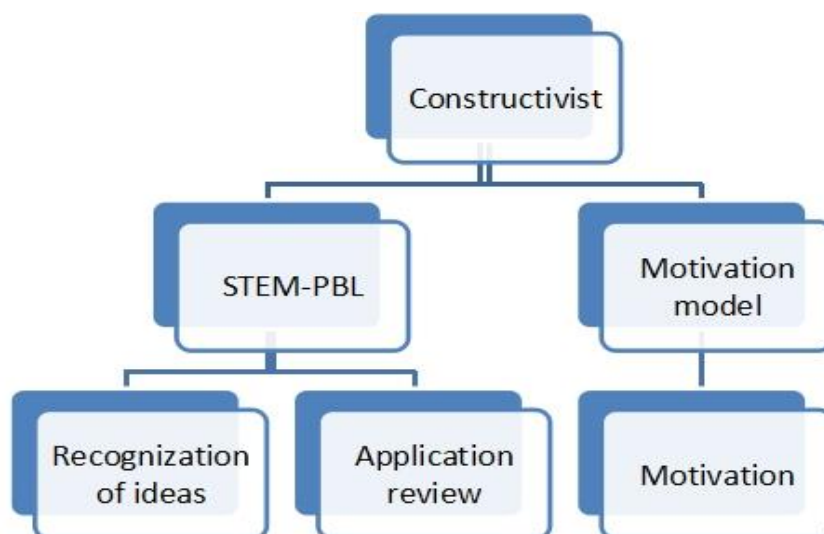 Constructivist
STEM-PBL
Motivation
model
Recognization
of ideas
Application
review
Motivation